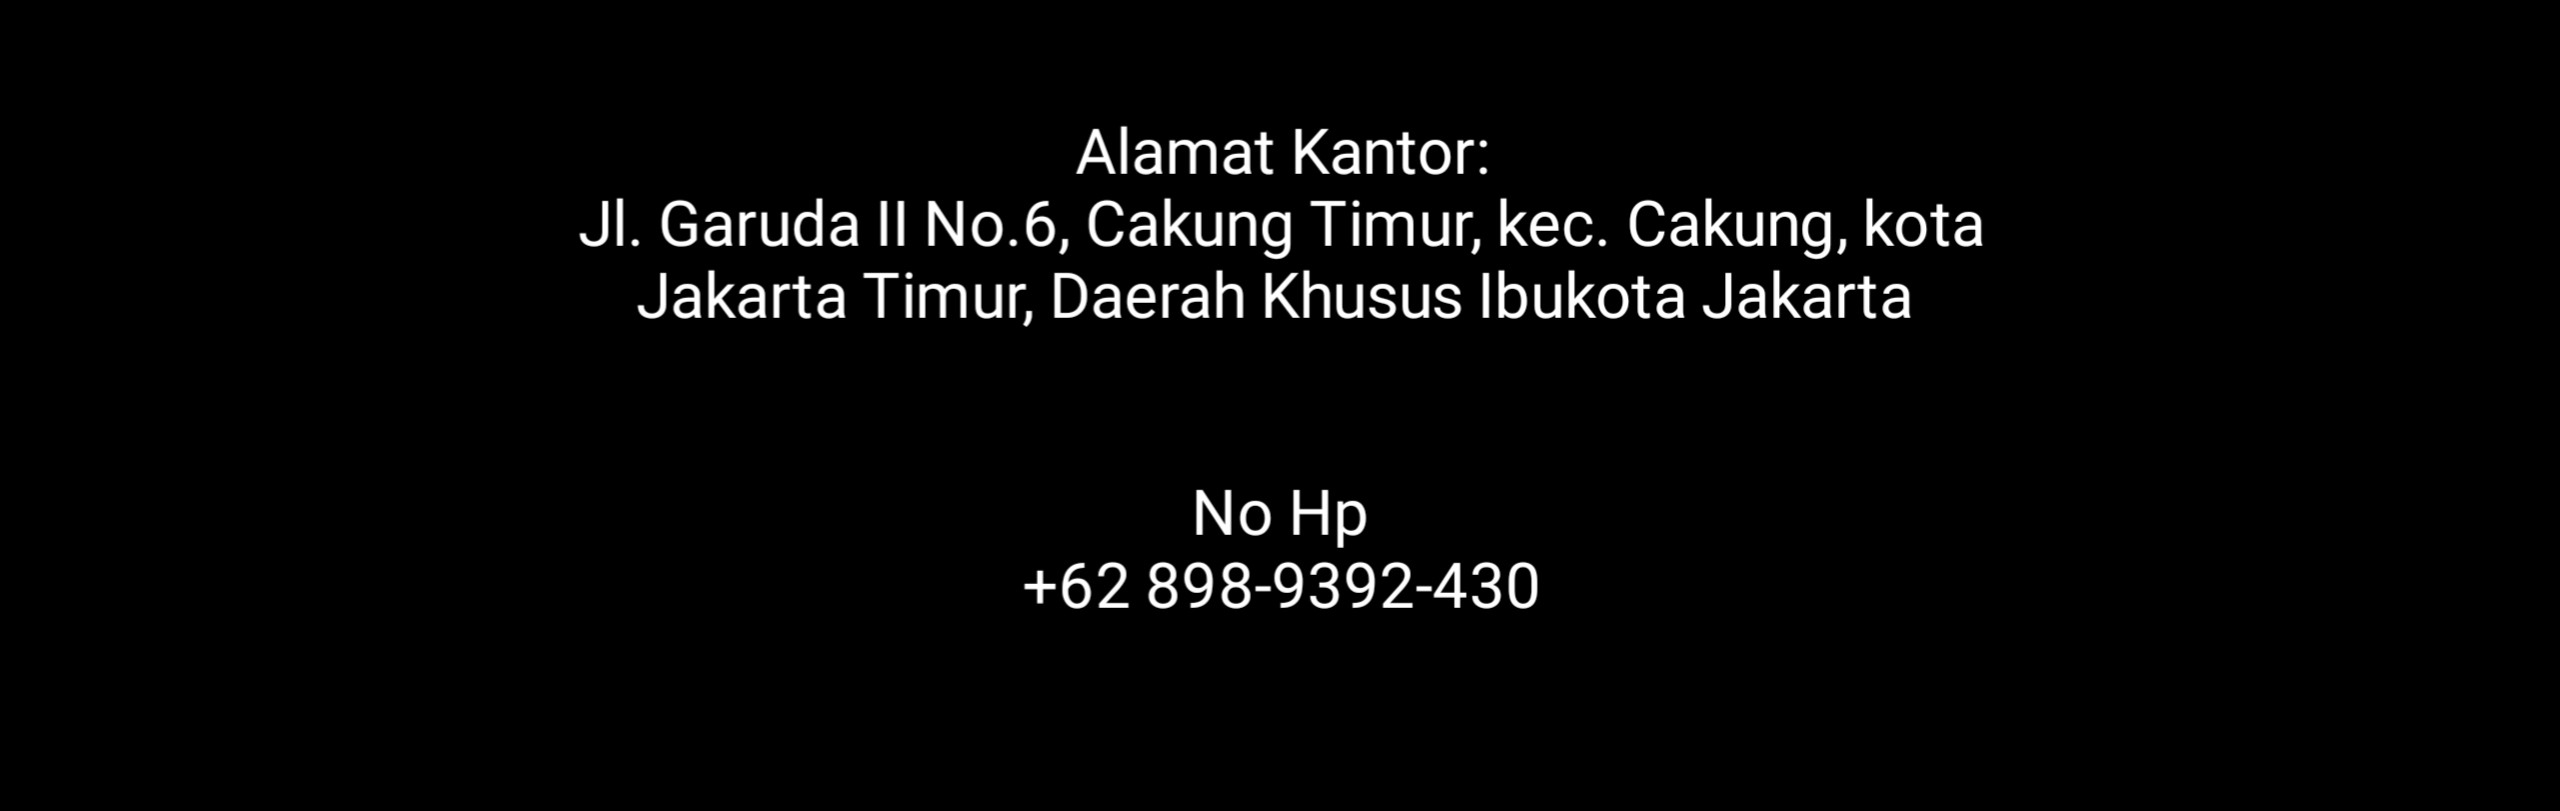 Alamat Kantor:
Jl. Garuda II No.6, Cakung Timur, kec. Cakung, kota
Jakarta Timur, Daerah Khusus Ibukota Jakarta
No Hp
+62 898-9392-430